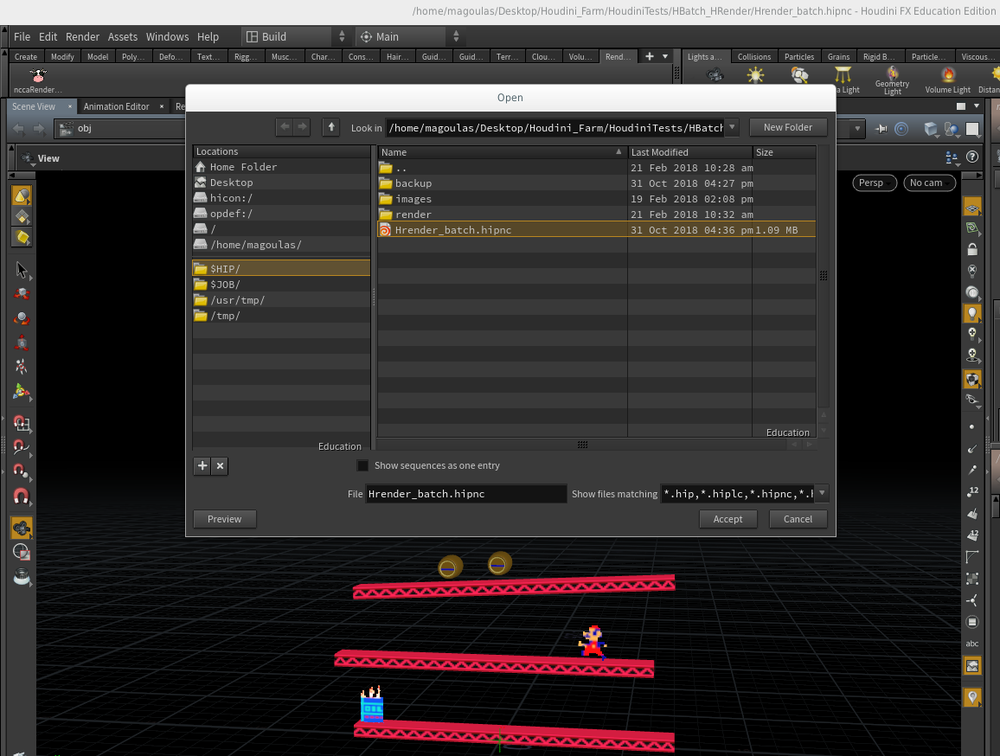 /home/magoulas/Desktop/Houdini_Farm/HoudiniTests/HBatch_HRender/Hrender_batch.hipnc - Houdini FX Education Edition
File Edit Render Assets Windows Help Build Main
Create Modify Model Poly... Defo... Text... Rigg... Musc... Char... Cons... Hair... Guid... Guid... Terr... Clou... Volu... Rend... Lights a... Collisions Particles Grains Rigid B... Particle... Viscous...
nccaRender... a Light Geometry Light Volume Light Distan
Scene View × Animation Editor × Re
obj
View
Persp No cam
Open
Look in /home/magoulas/Desktop/Houdini_Farm/HoudiniTests/HBatch New Folder
Locations
Home Folder
Desktop
hicon:/
opdef:/
/
/home/magoulas/
$HIP/
$JOB/
/usr/tmp/
/tmp/
Education
Name Last Modified Size
.. 21 Feb 2018 10:28 am
backup 31 Oct 2018 04:27 pm
images 19 Feb 2018 02:08 pm
render 21 Feb 2018 10:32 am
Hrender_batch.hipnc 31 Oct 2018 04:36 pm 1.09 MB
Education
Show sequences as one entry
File Hrender_batch.hipnc Show files matching *.hip,*.hiplc,*.hipnc,*.h
Preview Accept Cancel
12
12
abc
OIL